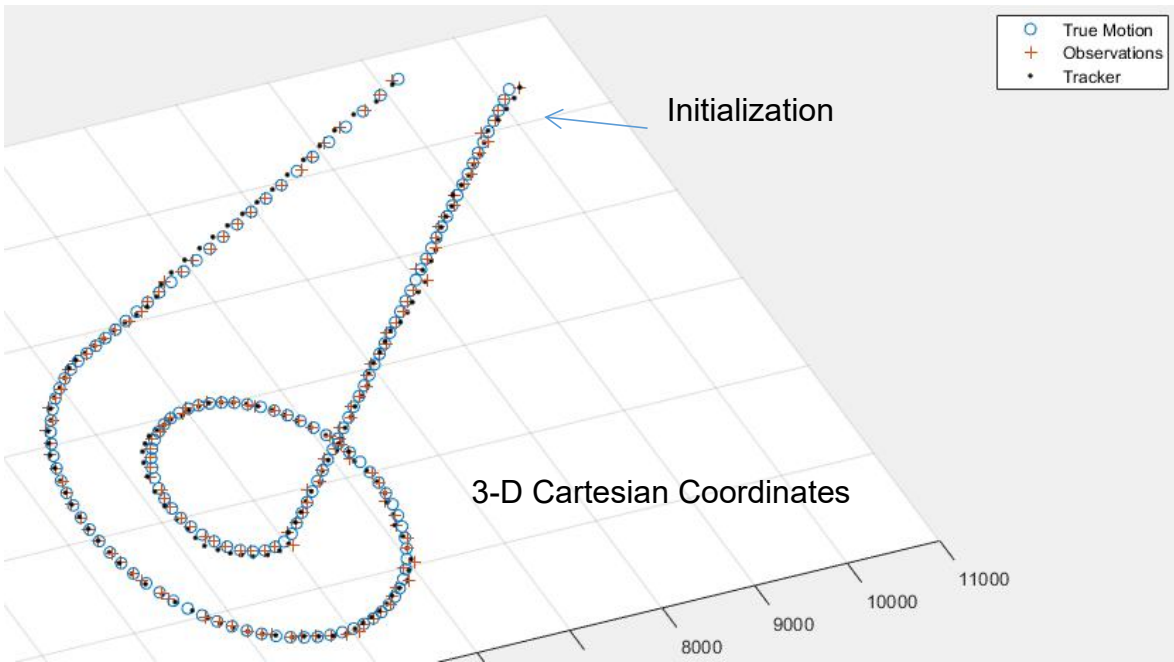 True Motion
Observations
Tracker
Initialization
3-D Cartesian Coordinates
11000
10000
9000
8000